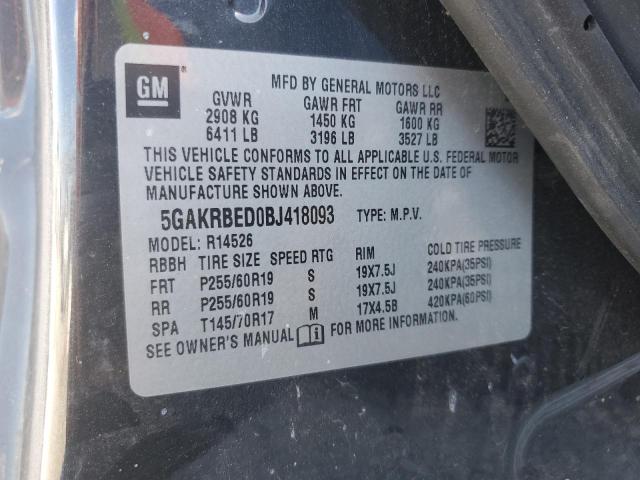 GM
MFD BY GENERAL MOTORS LLC
GVWR GAWR FRT GAWR RR
2908 KG 1450 KG 1600 KG
6411 LB 3196 LB 3527 LB
THIS VEHICLE CONFORMS TO ALL APPLICABLE U.S. FEDERAL MOTOR
VEHICLE SAFETY STANDARDS IN EFFECT ON THE DATE OF
MANUFACTURE SHOWN ABOVE.
5GAKRBED0BJ418093 TYPE: M.P.V.
MODEL: R14526
RBBH TIRE SIZE SPEED RTG RIM COLD TIRE PRESSURE
FRT P255/60R19 S 19X7.5J 240KPA(35PSI)
RR P255/60R19 S 19X7.5J 240KPA(35PSI)
SPA T145/70R17 M 17X4.5B 420KPA(60PSI)
SEE OWNER'S MANUAL FOR MORE INFORMATION.